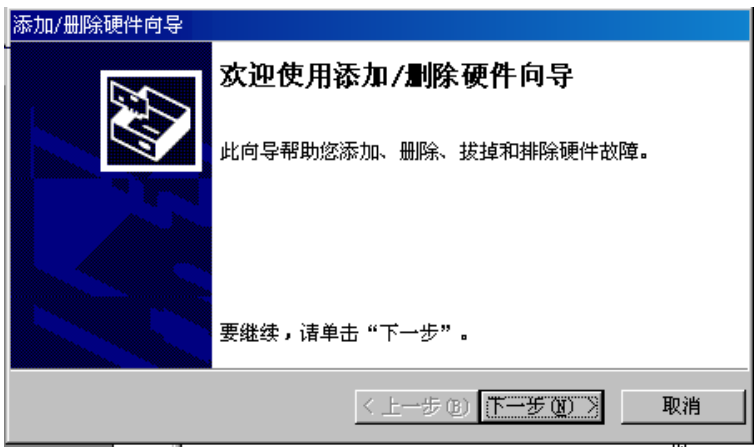 添加/删除硬件向导
欢迎使用添加/删除硬件向导
此向导帮助您添加、删除、拔掉和排除硬件故障。
要继续，请单击“下一步”。
< 上一步(B) 下一步(N) > 取消